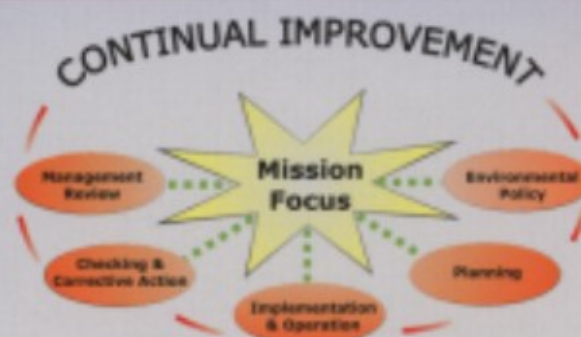 CONTINUAL IMPROVEMENT
Mission
Focus
Management
Review
Environmental
Policy
Checking &
Corrective Action
Planning
Implementation
& Operation